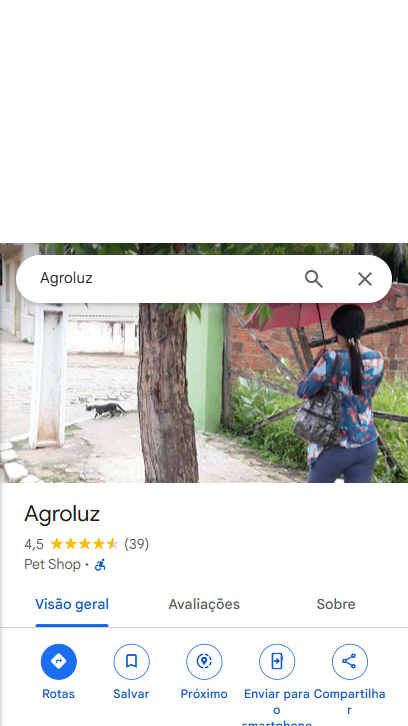 Agroluz
Agroluz
4,5 (39)
Pet Shop ·
Visão geral Avaliações Sobre
Rotas Salvar Próximo Enviar para o smartphone Compartilhar